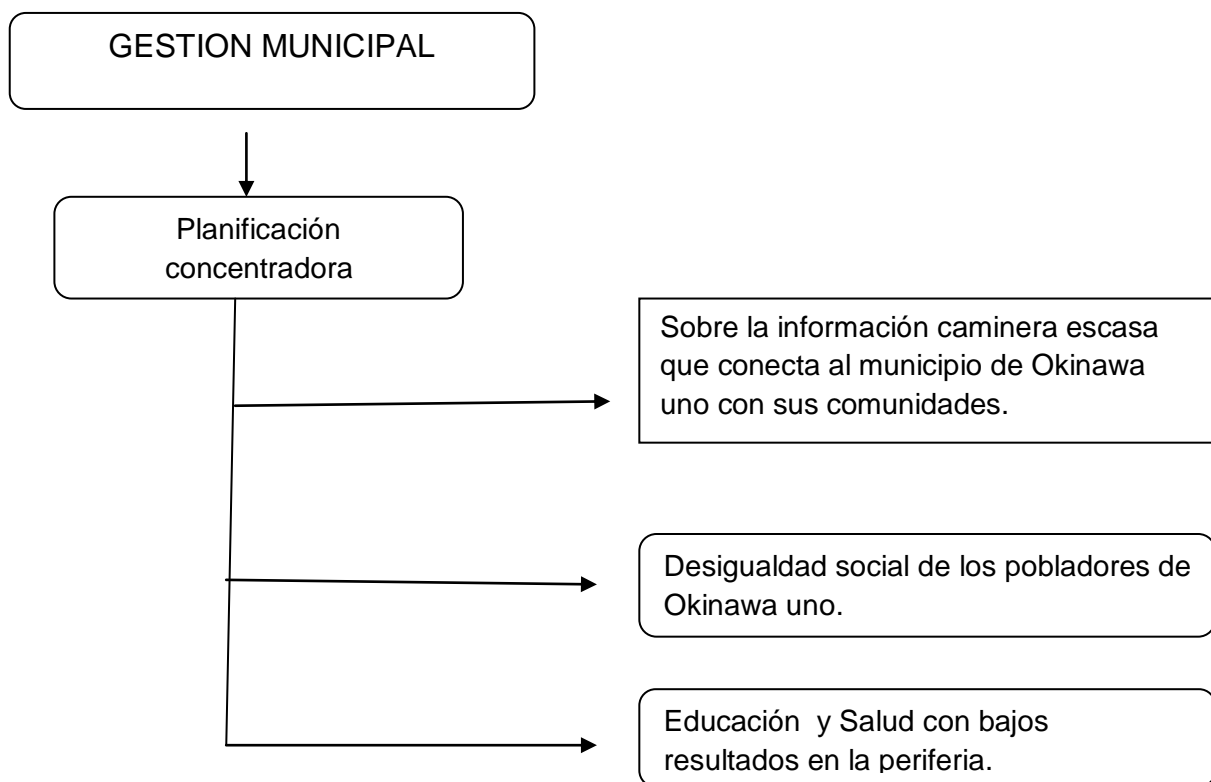 GESTION MUNICIPAL
Planificación
concentradora
Sobre la información caminera escasa
que conecta al municipio de Okinawa
uno con sus comunidades.
Desigualdad social de los pobladores de
Okinawa uno.
Educación y Salud con bajos
resultados en la periferia.